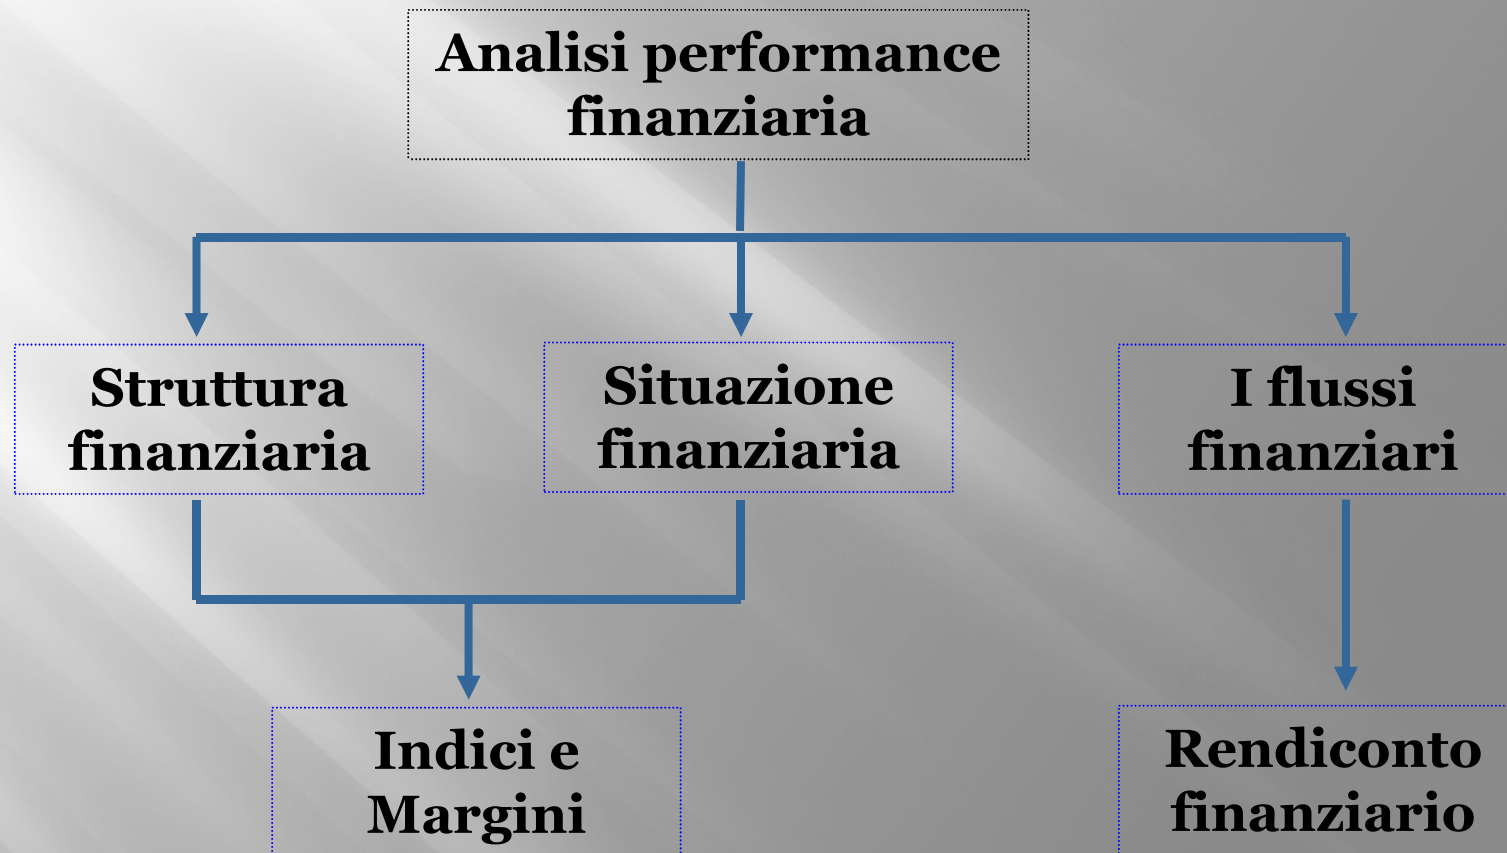 Analisi performance
finanziaria
Struttura
finanziaria
Situazione
finanziaria
I flussi
finanziari
Indici e
Margini
Rendiconto
finanziario